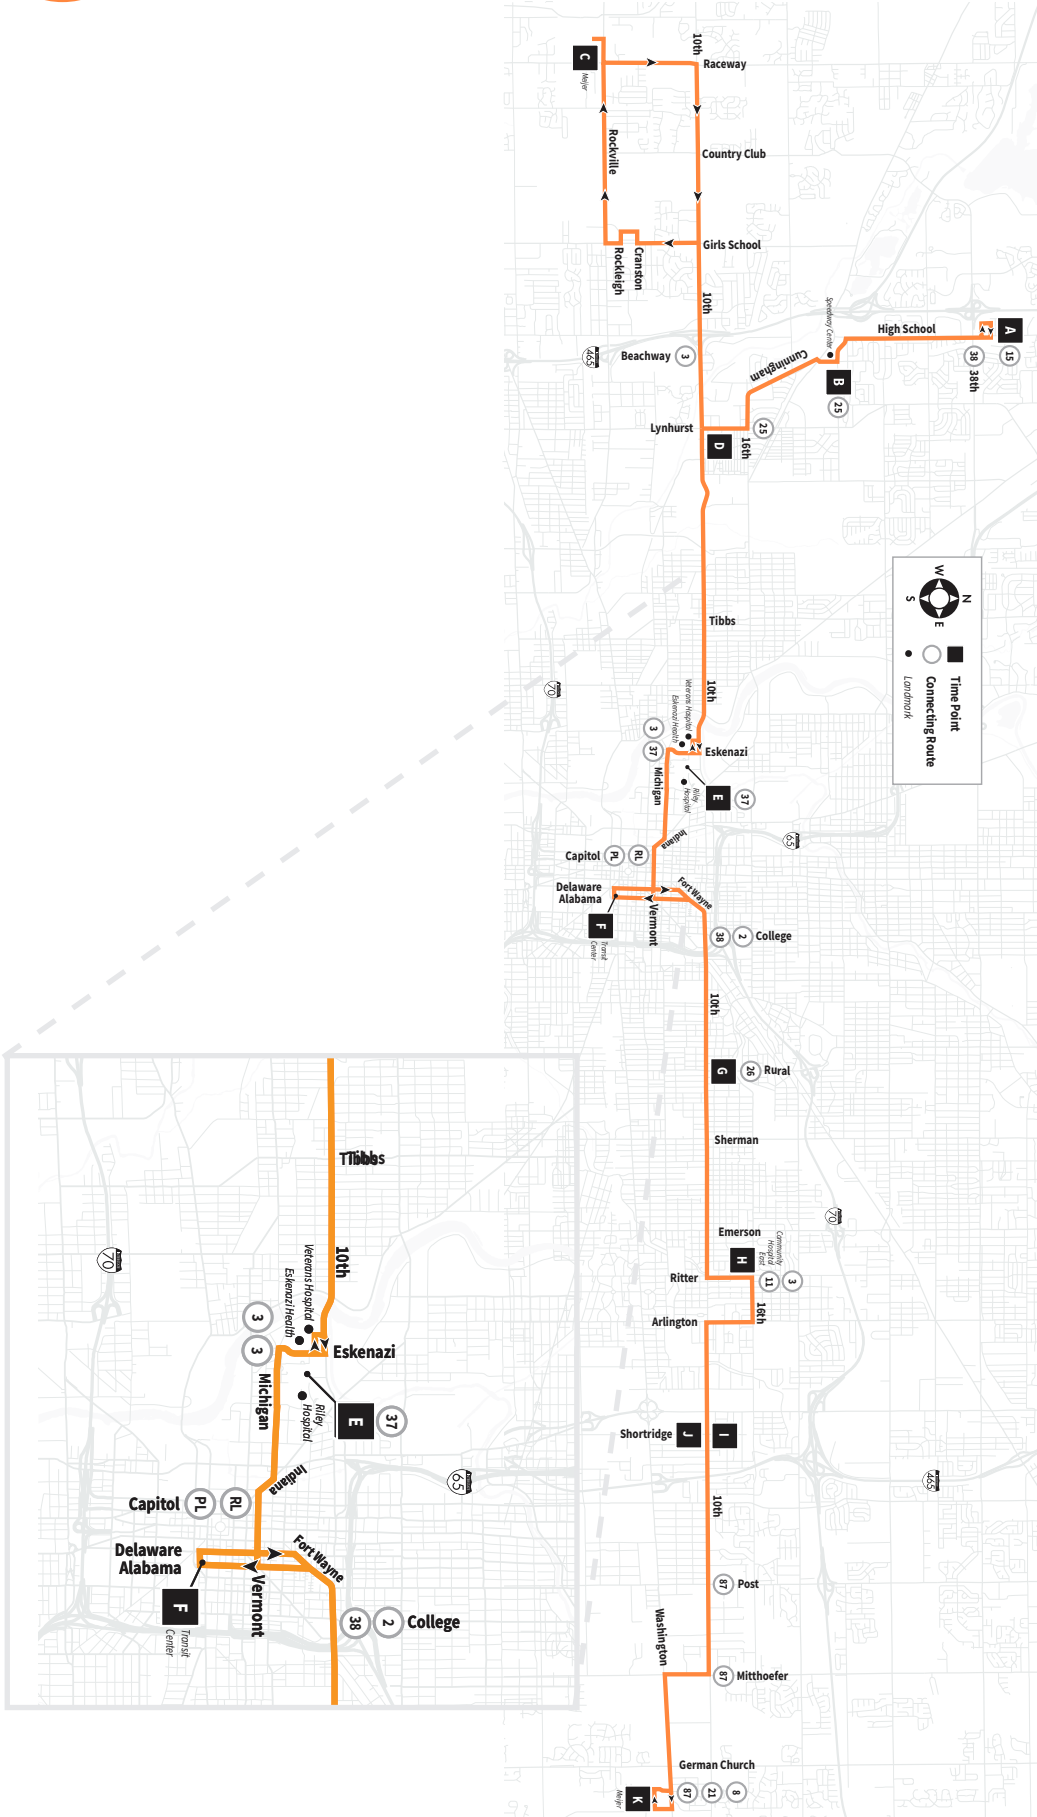 C
Meijer
10th
Raceway
Rockville
Country Club
Girls School
Cranston
Rockleigh
10th
Speedway Center
High School
A
15
38
38th
465
Beachway
3
Cunningham
B
25
Lynhurst
25
D
16th
N
W
E
S
Time Point
Connecting Route
Landmark
Tibbs
70
10th
Veterans Hospital
Eskenazi Health
3
37
Eskenazi
Michigan
Riley
Hospital
E
37
65
Indiana
Capitol
PL
RL
Delaware
Alabama
Fort Wayne
F
Transit
Center
Vermont
38
2
College
10th
G
26
Rural
Sherman
70
Emerson
H
Community
Hospital
East
11
3
Ritter
16th
Arlington
Shortridge
J
I
465
10th
87
Post
Washington
87
Mitthoefer
German Church
K
Meijer
87
21
8
Tibbs
Tibbs
70
10th
Veterans Hospital
Eskenazi Health
3
3
Eskenazi
Michigan
Riley
Hospital
E
37
65
Indiana
Capitol
PL
RL
Delaware
Alabama
Fort Wayne
F
Transit
Center
Vermont
38
2
College